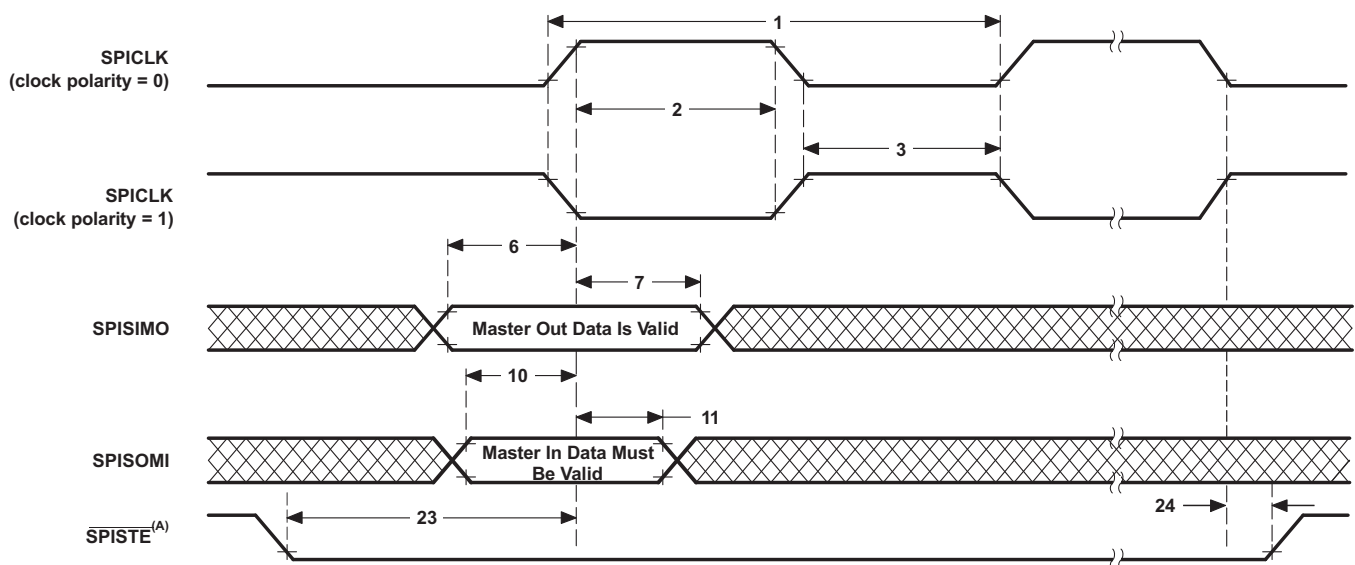 1
SPICLK
(clock polarity = 0)
2
3
SPICLK
(clock polarity = 1)
6
7
SPISIMO
Master Out Data Is Valid
10
11
SPISOMI
Master In Data Must
Be Valid
23
24
SPISTE(A)